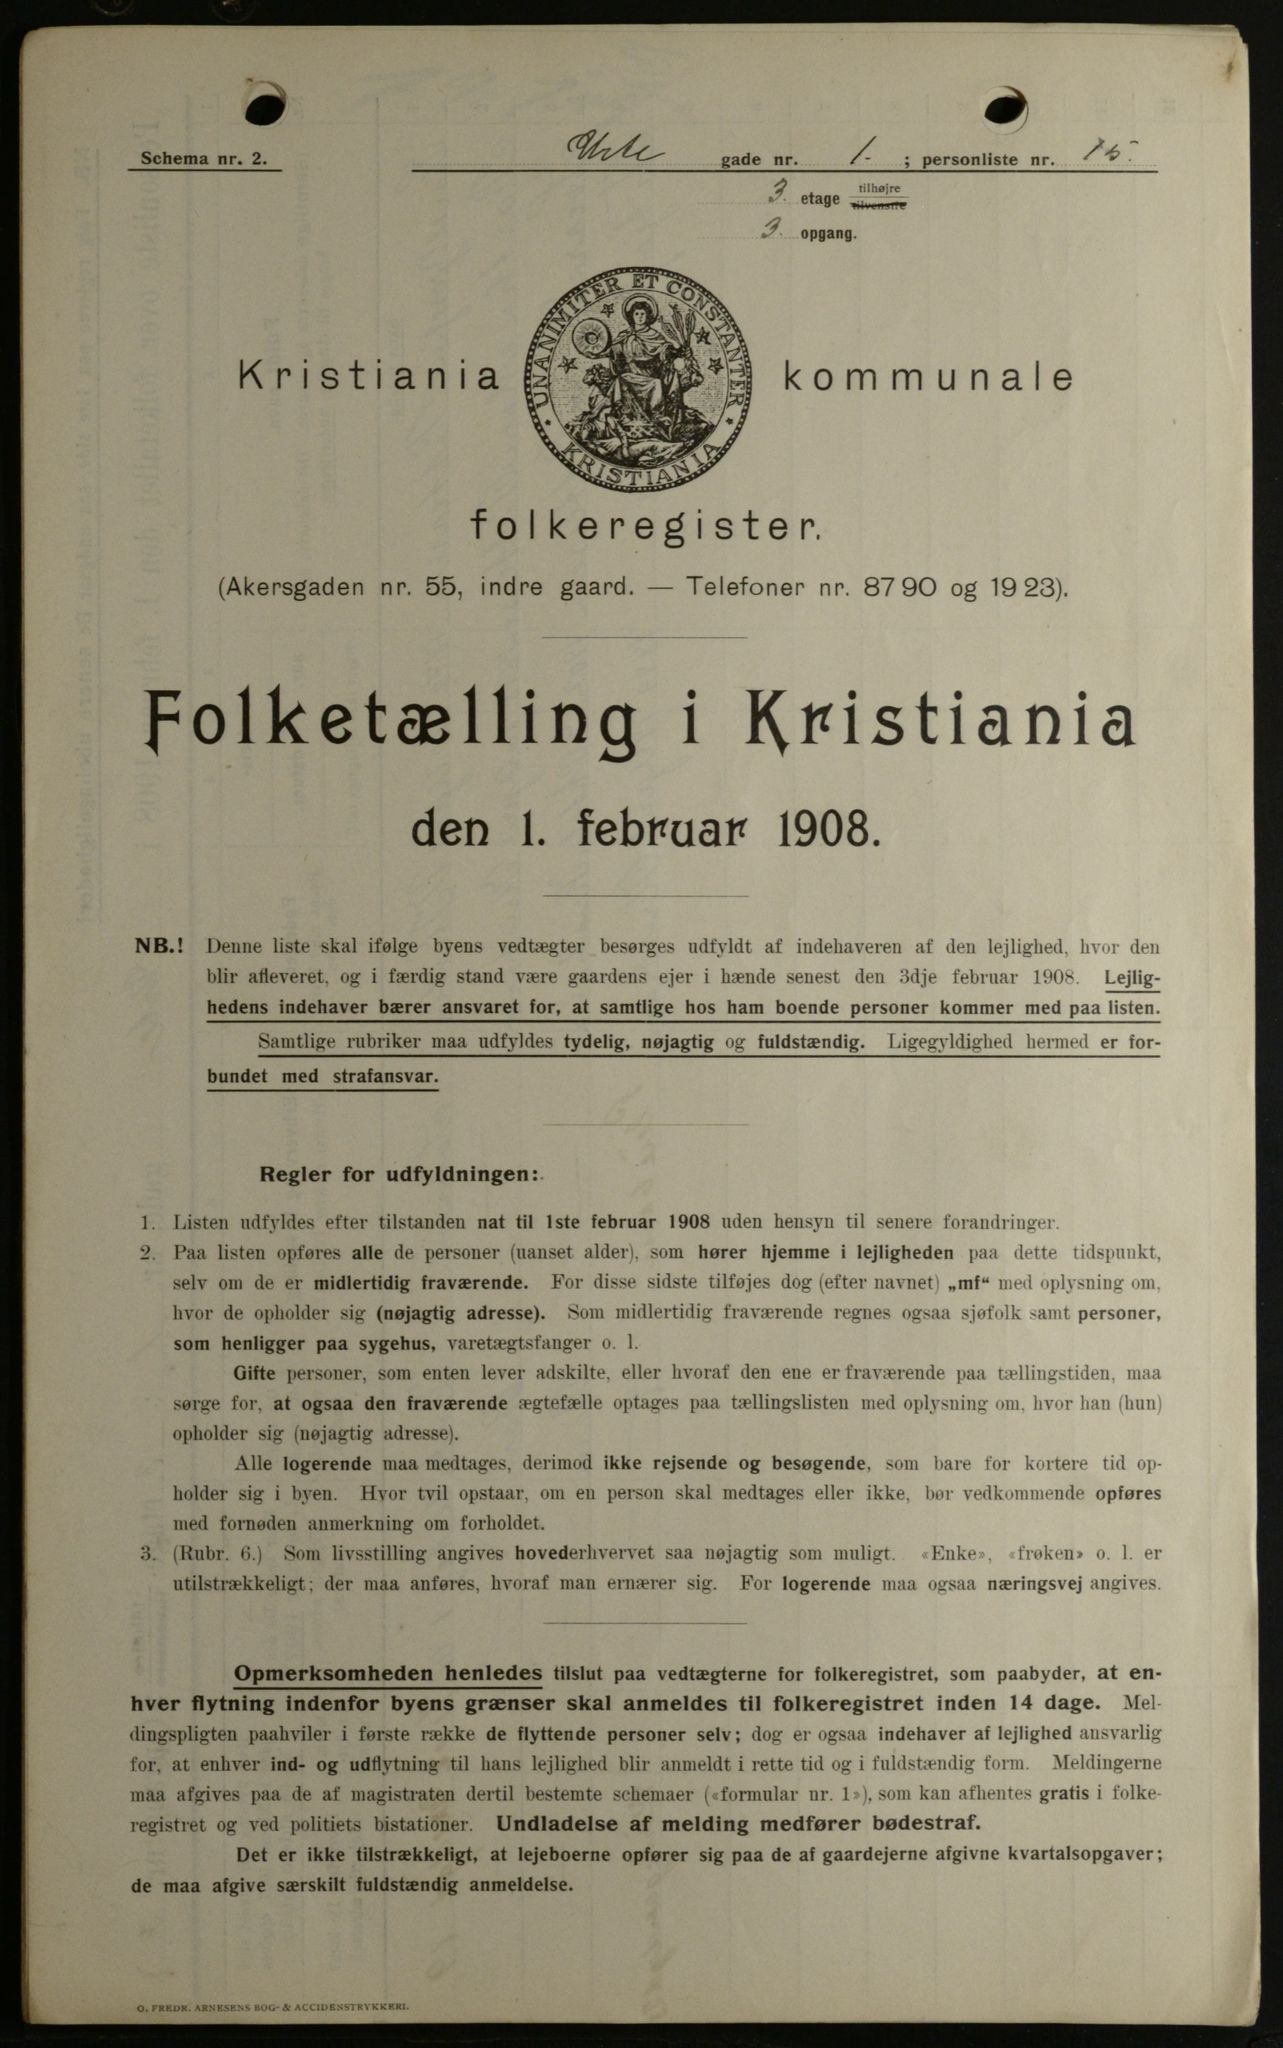 Schema nr. 2.
Urte gade nr. 1- ; personliste nr. 15.
3. etage tilhøjre tilvenstre
3. opgang.
UNANIMITER ET CONSTANTER
KRISTIANIA
Kristiania kommunale
folkeregister.
(Akersgaden nr. 55, indre gaard. — Telefoner nr. 87 90 og 19 23).
Folketælling i Kristiania
den 1. februar 1908.
NB.! Denne liste skal ifølge byens vedtægter besørges udfyldt af indehaveren af den lejlighed, hvor den
blir afleveret, og i færdig stand være gaardens ejer i hænde senest den 3dje februar 1908. Lejlig-
hedens indehaver bærer ansvaret for, at samtlige hos ham boende personer kommer med paa listen.
Samtlige rubriker maa udfyldes tydelig, nøjagtig og fuldstændig. Ligegyldighed hermed er for-
bundet med strafansvar.
Regler for udfyldningen:
1. Listen udfyldes efter tilstanden nat til 1ste februar 1908 uden hensyn til senere forandringer.
2. Paa listen opføres alle de personer (uanset alder), som hører hjemme i lejligheden paa dette tidspunkt,
selv om de er midlertidig fraværende. For disse sidste tilføjes dog (efter navnet) „mf“ med oplysning om,
hvor de opholder sig (nøjagtig adresse). Som midlertidig fraværende regnes ogsaa sjøfolk samt personer,
som henligger paa sygehus, varetægtsfanger o. l.
Gifte personer, som enten lever adskilte, eller hvoraf den ene er fraværende paa tællingstiden, maa
sørge for, at ogsaa den fraværende ægtefælle optages paa tællingslisten med oplysning om, hvor han (hun)
opholder sig (nøjagtig adresse).
Alle logerende maa medtages, derimod ikke rejsende og besøgende, som bare for kortere tid op-
holder sig i byen. Hvor tvil opstaar, om en person skal medtages eller ikke, bør vedkommende opføres
med fornøden anmerkning om forholdet.
3. (Rubr. 6.) Som livsstilling angives hovederhvervet saa nøjagtig som muligt. «Enke», «frøken» o. l. er
utilstrækkeligt; der maa anføres, hvoraf man ernærer sig. For logerende maa ogsaa næringsvej angives.
Opmerksomheden henledes tilslut paa vedtægterne for folkeregistret, som paabyder, at en-
hver flytning indenfor byens grænser skal anmeldes til folkeregistret inden 14 dage. Mel-
dingspligten paahviler i første række de flyttende personer selv; dog er ogsaa indehaver af lejlighed ansvarlig
for, at enhver ind- og udflytning til hans lejlighed blir anmeldt i rette tid og i fuldstændig form. Meldingerne
maa afgives paa de af magistraten dertil bestemte schemaer («formular nr. 1»), som kan afhentes gratis i folke-
registret og ved politiets bistationer. Undladelse af melding medfører bødestraf.
Det er ikke tilstrækkeligt, at lejeboerne opfører sig paa de af gaardejerne afgivne kvartalsopgaver;
de maa afgive særskilt fuldstændig anmeldelse.
O. FREDR. ARNESENS BOG- & ACCIDENSTRYKKERI.